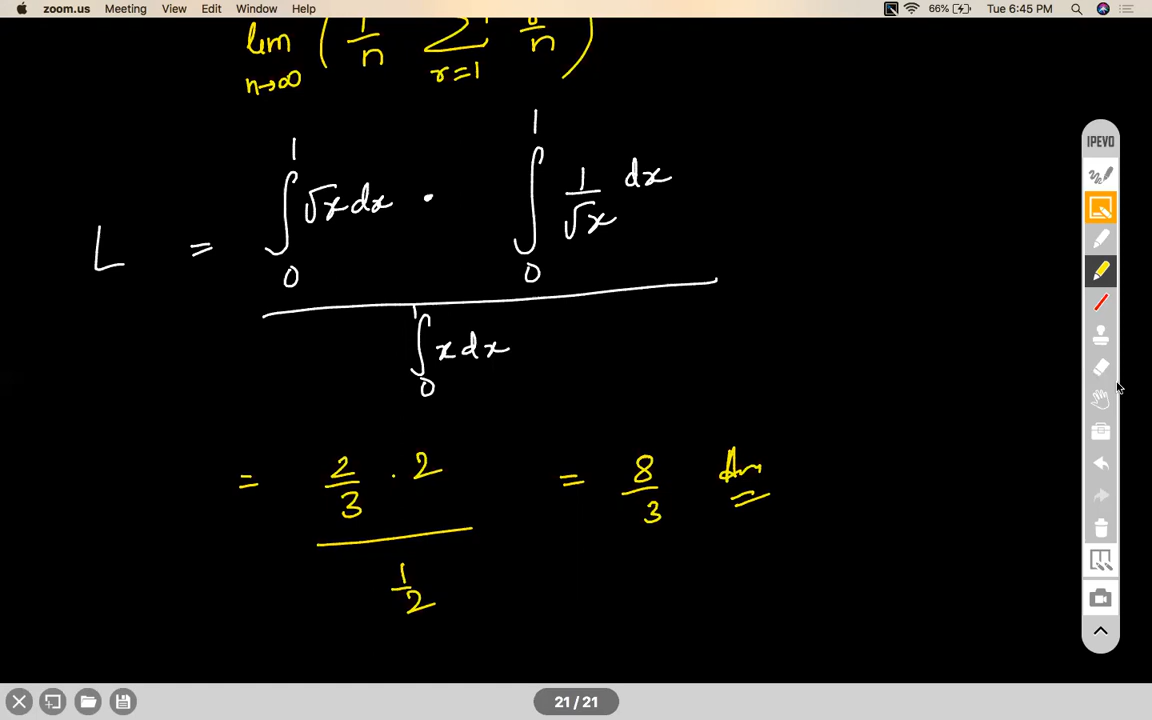 zoom.us Meeting View Edit Window Help 66% Tue 6:45 PM
lim n→∞ ( 1/n ∑ r=1 /n )
IPEVO
L = ∫₀¹ √x dx · ∫₀¹ 1/√x dx
∫₀¹ x dx
= 2/3 · 2 = 8/3 Ans
1/2
21 / 21